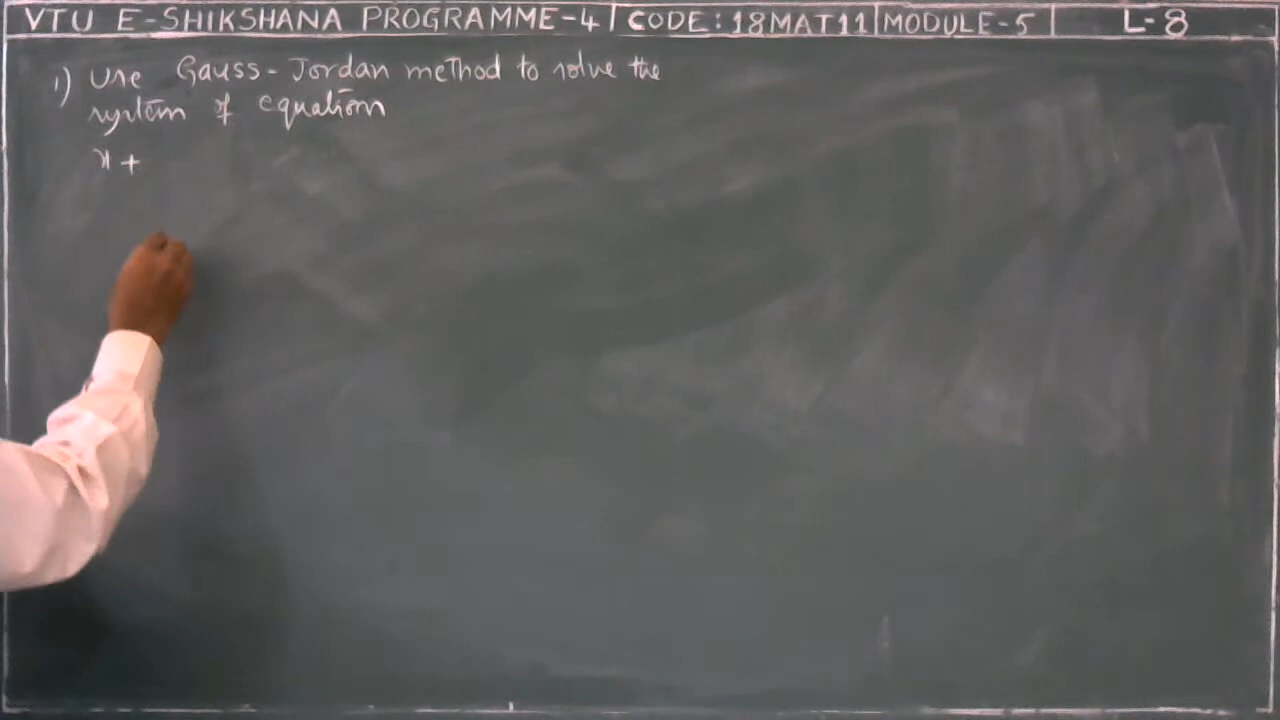 VTU E-SHIKSHANA PROGRAMME-4 | CODE:18MAT11 | MODULE-5 | L-8
1) Use Gauss-Jordan method to solve the
system of equations
x +